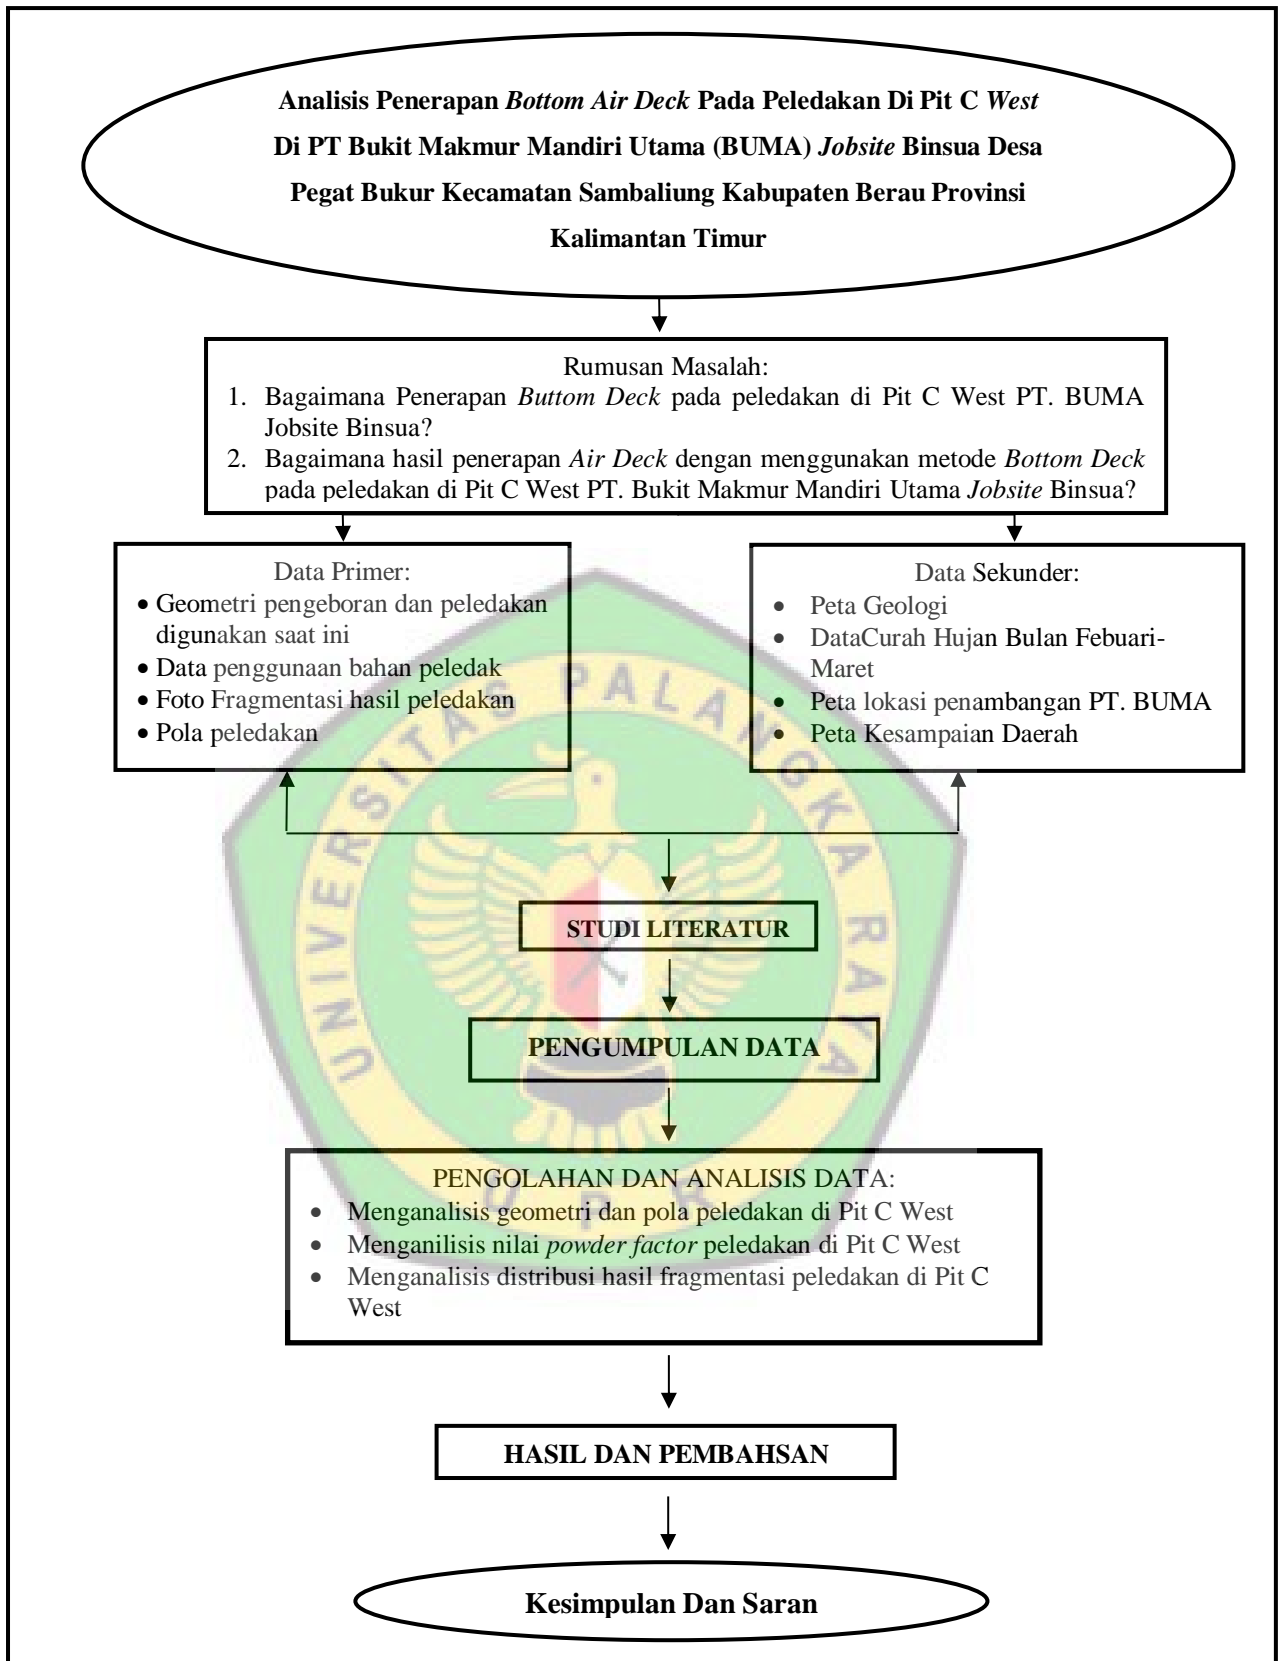 Analisis Penerapan Bottom Air Deck Pada Peledakan Di Pit C West
Di PT Bukit Makmur Mandiri Utama (BUMA) Jobsite Binsua Desa
Pegat Bukur Kecamatan Sambaliung Kabupaten Berau Provinsi
Kalimantan Timur
Rumusan Masalah:
1. Bagaimana Penerapan Buttom Deck pada peledakan di Pit C West PT. BUMA
Jobsite Binsua?
2. Bagaimana hasil penerapan Air Deck dengan menggunakan metode Bottom Deck
pada peledakan di Pit C West PT. Bukit Makmur Mandiri Utama Jobsite Binsua?
Data Primer:
• Geometri pengeboran dan peledakan
digunakan saat ini
• Data penggunaan bahan peledak
• Foto Fragmentasi hasil peledakan
• Pola peledakan
Data Sekunder:
• Peta Geologi
• DataCurah Hujan Bulan Febuari-
Maret
• Peta lokasi penambangan PT. BUMA
• Peta Kesampaian Daerah
UNIVERSITAS PALANGKA RAYA
STUDI LITERATUR
PENGUMPULAN DATA
PENGOLAHAN DAN ANALISIS DATA:
• Menganalisis geometri dan pola peledakan di Pit C West
• Menganilisis nilai powder factor peledakan di Pit C West
• Menganalisis distribusi hasil fragmentasi peledakan di Pit C
West
U P R
HASIL DAN PEMBAHSAN
Kesimpulan Dan Saran